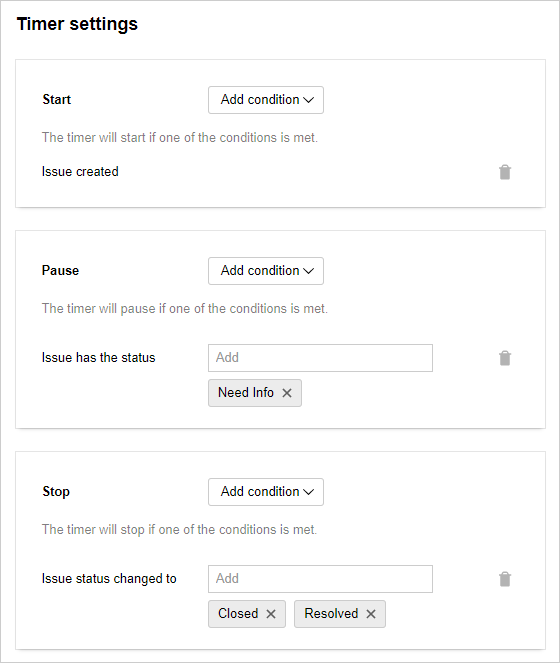 Timer settings
Start
Add condition
The timer will start if one of the conditions is met.
Issue created
Pause
Add condition
The timer will pause if one of the conditions is met.
Issue has the status
Add
Need Info
Stop
Add condition
The timer will stop if one of the conditions is met.
Issue status changed to
Add
Closed
Resolved